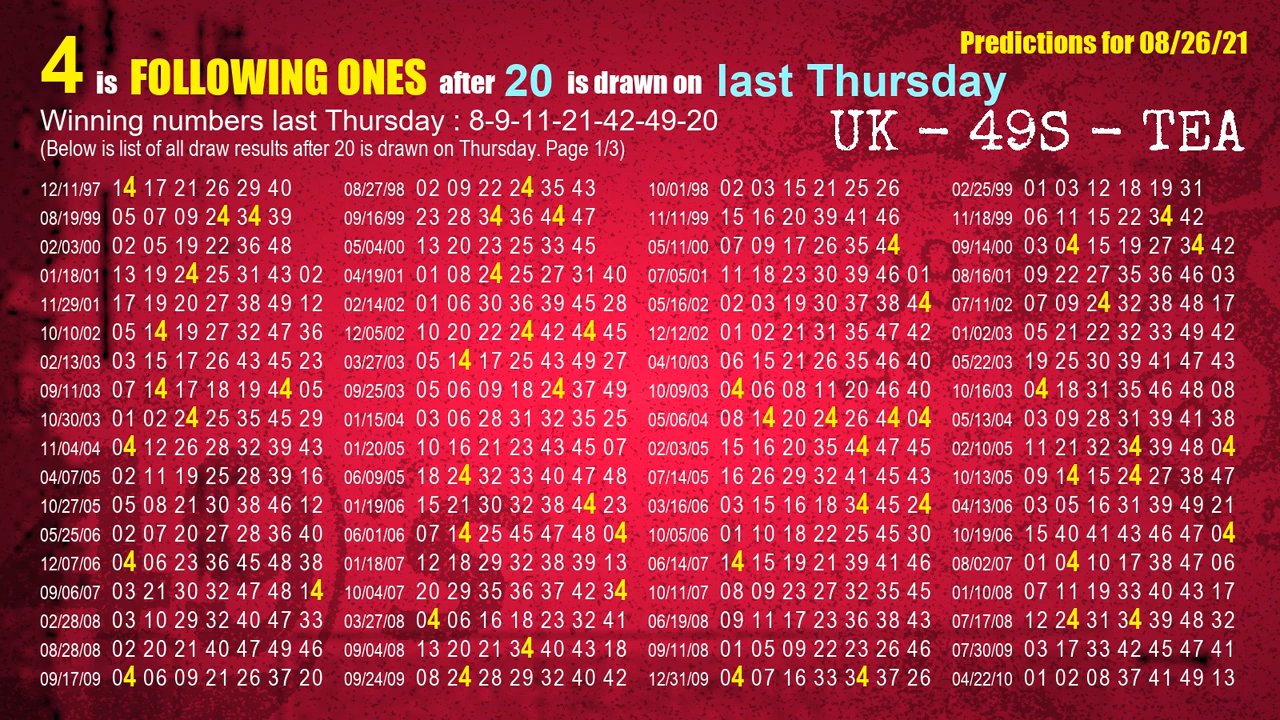 Predictions for 08/26/21
4 is FOLLOWING ONES after 20 is drawn on last Thursday
Winning numbers last Thursday : 8-9-11-21-42-49-20
UK - 49S - TEA
(Below is list of all draw results after 20 is drawn on Thursday. Page 1/3)
12/11/97 14 17 21 26 29 40 08/27/98 02 09 22 24 35 43 10/01/98 02 03 15 21 25 26 02/25/99 01 03 12 18 19 31
08/19/99 05 07 09 24 34 39 09/16/99 23 28 34 36 44 47 11/11/99 15 16 20 39 41 46 11/18/99 06 11 15 22 34 42
02/03/00 02 05 19 22 36 48 05/04/00 13 20 23 25 33 45 05/11/00 07 09 17 26 35 44 09/14/00 03 04 15 19 27 34 42
01/18/01 13 19 24 25 31 43 02 04/19/01 01 08 24 25 27 31 40 07/05/01 11 18 23 30 39 46 01 08/16/01 09 22 27 35 36 46 03
11/29/01 17 19 20 27 38 49 12 02/14/02 01 06 30 36 39 45 28 05/16/02 02 03 19 30 37 38 44 07/11/02 07 09 24 32 38 48 17
10/10/02 05 14 19 27 32 47 36 12/05/02 10 20 22 24 42 44 45 12/12/02 01 02 21 31 35 47 42 01/02/03 05 21 22 32 33 49 42
02/13/03 03 15 17 26 43 45 23 03/27/03 05 14 17 25 43 49 27 04/10/03 06 15 21 26 35 46 40 05/22/03 19 25 30 39 41 47 43
09/11/03 07 14 17 18 19 44 05 09/25/03 05 06 09 18 24 37 49 10/09/03 04 06 08 11 20 46 40 10/16/03 04 18 31 35 46 48 08
10/30/03 01 02 24 25 35 45 29 01/15/04 03 06 28 31 32 35 25 05/06/04 08 14 20 24 26 44 04 05/13/04 03 09 28 31 39 41 38
11/04/04 04 12 26 28 32 39 43 01/20/05 10 16 21 23 43 45 07 02/03/05 15 16 20 35 44 47 45 02/10/05 11 21 32 34 39 48 04
04/07/05 02 11 19 25 28 39 16 06/09/05 18 24 32 33 40 47 48 07/14/05 16 26 29 32 41 45 43 10/13/05 09 14 15 24 27 38 47
10/27/05 05 08 21 30 38 46 12 01/19/06 15 21 30 32 38 44 23 03/16/06 03 15 16 18 34 45 24 04/13/06 03 05 16 31 39 49 21
05/25/06 02 07 20 27 28 36 40 06/01/06 07 14 25 45 47 48 04 10/05/06 01 10 18 22 25 45 30 10/19/06 15 40 41 43 46 47 04
12/07/06 04 06 23 36 45 48 38 01/18/07 12 18 29 32 38 39 13 06/14/07 14 15 19 21 39 41 46 08/02/07 01 04 10 17 38 47 06
09/06/07 03 21 30 32 47 48 14 10/04/07 20 29 35 36 37 42 34 10/11/07 08 09 23 27 32 35 45 01/10/08 07 11 19 33 40 43 17
02/28/08 03 10 29 32 40 47 33 03/27/08 04 06 16 18 23 32 41 06/19/08 09 11 17 23 36 38 43 07/17/08 12 24 31 34 39 48 32
08/28/08 02 20 21 40 47 49 46 09/04/08 13 20 21 34 40 43 18 09/11/08 01 05 09 22 23 26 46 07/30/09 03 17 33 42 45 47 41
09/17/09 04 06 09 21 26 37 20 09/24/09 08 24 28 29 32 40 42 12/31/09 04 07 16 33 34 37 26 04/22/10 01 02 08 37 41 49 13